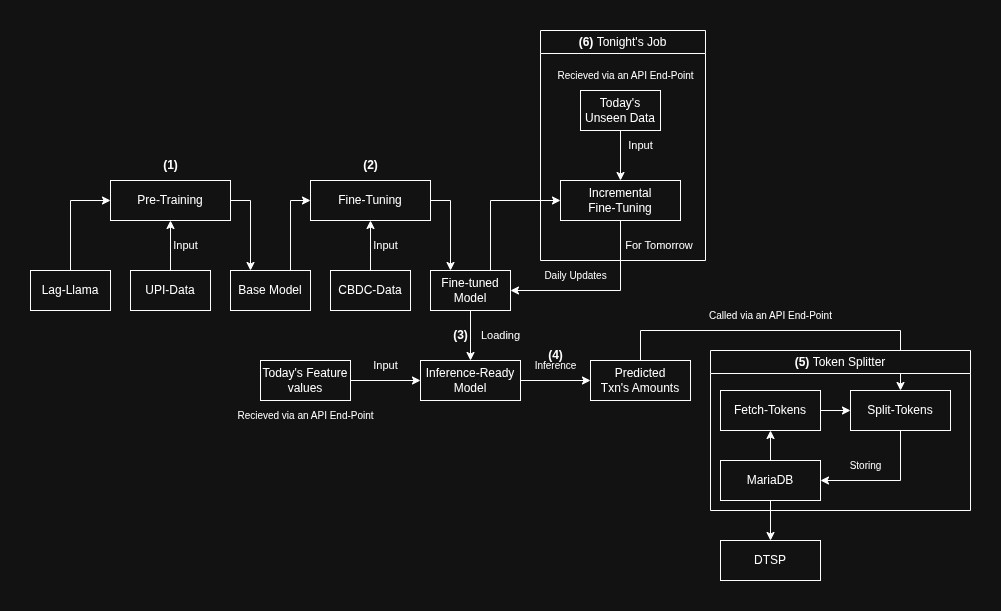 (6) Tonight's Job
Recieved via an API End-Point
Today's
Unseen Data
Input
Incremental
Fine-Tuning
For Tomorrow
Daily Updates
(1)
Pre-Training
Input
Lag-Llama
UPI-Data
Base Model
(2)
Fine-Tuning
Input
CBDC-Data
Fine-tuned
Model
(3)
Loading
Today's Feature
values
Recieved via an API End-Point
Input
Inference-Ready
Model
(4)
Inference
Predicted
Txn's Amounts
Called via an API End-Point
(5) Token Splitter
Fetch-Tokens
Split-Tokens
Storing
MariaDB
DTSP